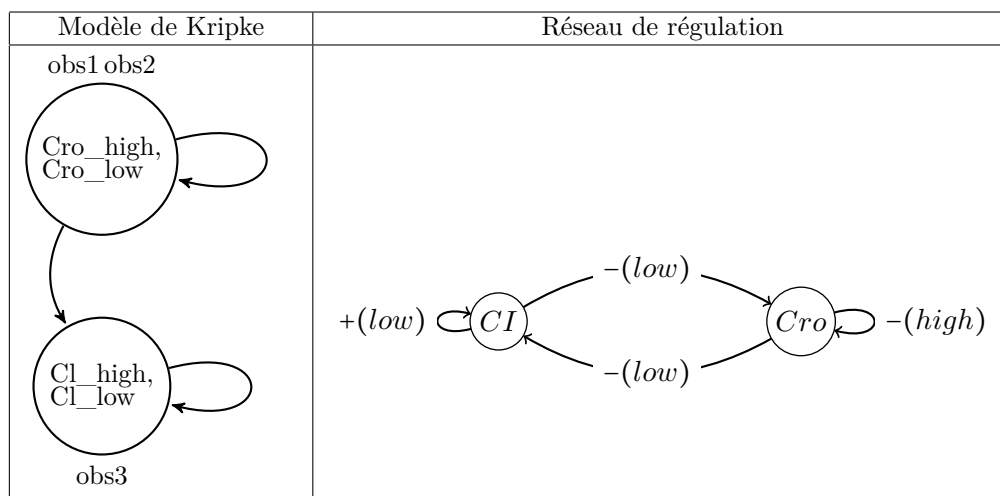 Modèle de Kripke
Réseau de régulation
obs1 obs2
Cro_high,
Cro_low
Cl_high,
Cl_low
obs3
+(low)
CI
−(low)
−(low)
Cro
−(high)